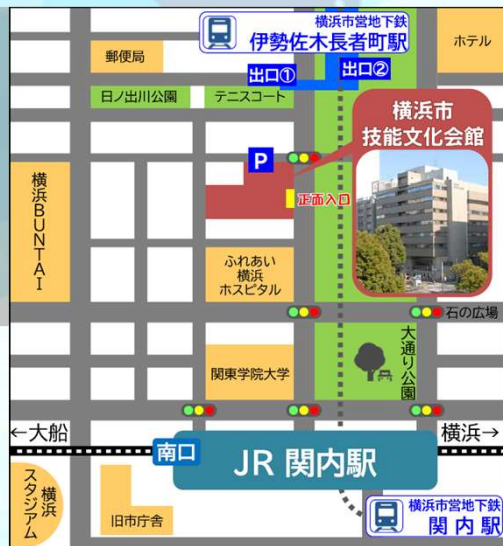 横浜市営地下鉄
伊勢佐木長者町駅
ホテル
郵便局
出口①
出口②
日ノ出川公園
テニスコート
横浜市
技能文化会館
P
正面入口
横浜BUNTAI
ふれあい
横浜
ホスピタル
石の広場
大通り公園
関東学院大学
←大船
横浜→
南口
JR 関内駅
横浜
スタジアム
旧市庁舎
横浜市営地下鉄
関内駅